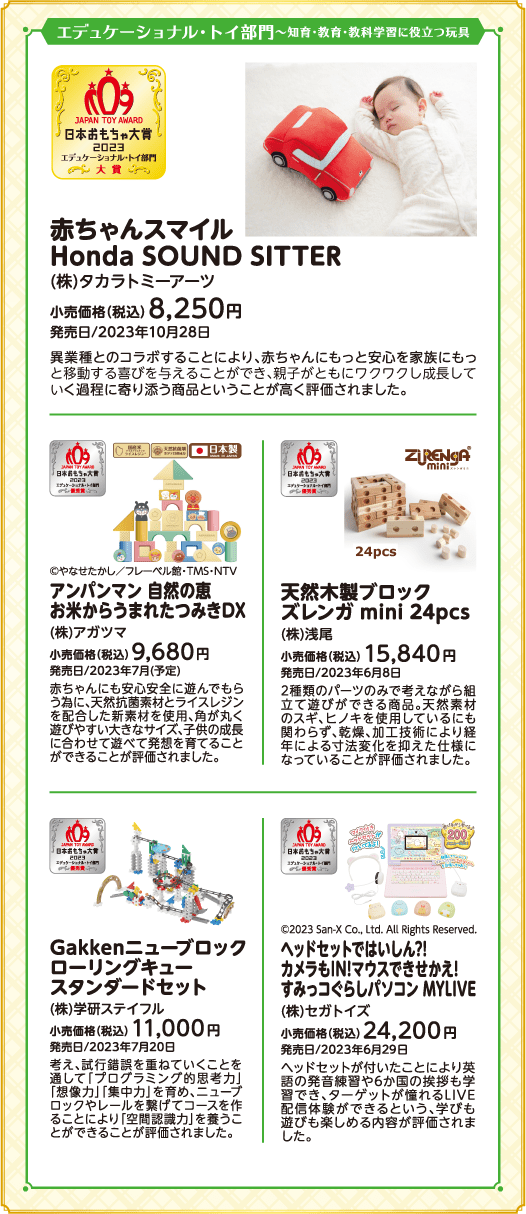 エデュケーショナル・トイ部門～知育・教育・教科学習に役立つ玩具
JAPAN TOY AWARD
日本おもちゃ大賞
2023
エデュケーショナル・トイ部門
大賞
赤ちゃんスマイル
Honda SOUND SITTER
(株)タカラトミーアーツ
小売価格(税込) 8,250円
発売日/2023年10月28日
異業種とのコラボすることにより、赤ちゃんにもっと安心を家族にもっ
と移動する喜びを与えることができ、親子がともにワクワクし成長して
いく過程に寄り添う商品ということが高く評価されました。
JAPAN TOY AWARD
日本おもちゃ大賞
2023
エデュケーショナル・トイ部門
優秀賞
日本製
©やなせたかし／フレーベル館・TMS・NTV
アンパンマン 自然の恵
お米からうまれたつみきDX
(株)アガツマ
小売価格(税込) 9,680円
発売日/2023年7月(予定)
赤ちゃんにも安心安全に遊んでもら
う為に、天然抗菌素材とライスレジン
を配合した新素材を使用、角が丸く
遊びやすい大きなサイズ、子供の成長
に合わせて遊べて発想を育てること
ができることが評価されました。
JAPAN TOY AWARD
日本おもちゃ大賞
2023
エデュケーショナル・トイ部門
優秀賞
ZURENGA
mini
24pcs
天然木製ブロック
ズレンガ mini 24pcs
(株)浅尾
小売価格(税込) 15,840円
発売日/2023年6月8日
2種類のパーツのみで考えながら組
立て遊びができる商品。天然素材
のスギ、ヒノキを使用しているにも
関わらず、乾燥、加工技術により経
年による寸法変化を抑えた仕様に
なっていることが評価されました。
JAPAN TOY AWARD
日本おもちゃ大賞
2023
エデュケーショナル・トイ部門
優秀賞
Gakkenニューブロック
ローリングキュー
スタンダードセット
(株)学研ステイフル
小売価格(税込) 11,000円
発売日/2023年7月20日
考え、試行錯誤を重ねていくことを
通して「プログラミング的思考力」
「想像力」「集中力」を育め、ニューブ
ロックやレールを繋げてコースを作
ることにより「空間認識力」を養うこ
とができることが評価されました。
JAPAN TOY AWARD
日本おもちゃ大賞
2023
エデュケーショナル・トイ部門
優秀賞
200
©2023 San-X Co., Ltd. All Rights Reserved.
ヘッドセットではいしん?!
カメラもIN!マウスできせかえ!
すみっコぐらしパソコン MYLIVE
(株)セガトイズ
小売価格(税込) 24,200円
発売日/2023年6月29日
ヘッドセットが付いたことにより英
語の発音練習や6か国の挨拶も学
習でき、ターゲットが憧れるLIVE
配信体験ができるという、学びも
遊びも楽しめる内容が評価されま
した。